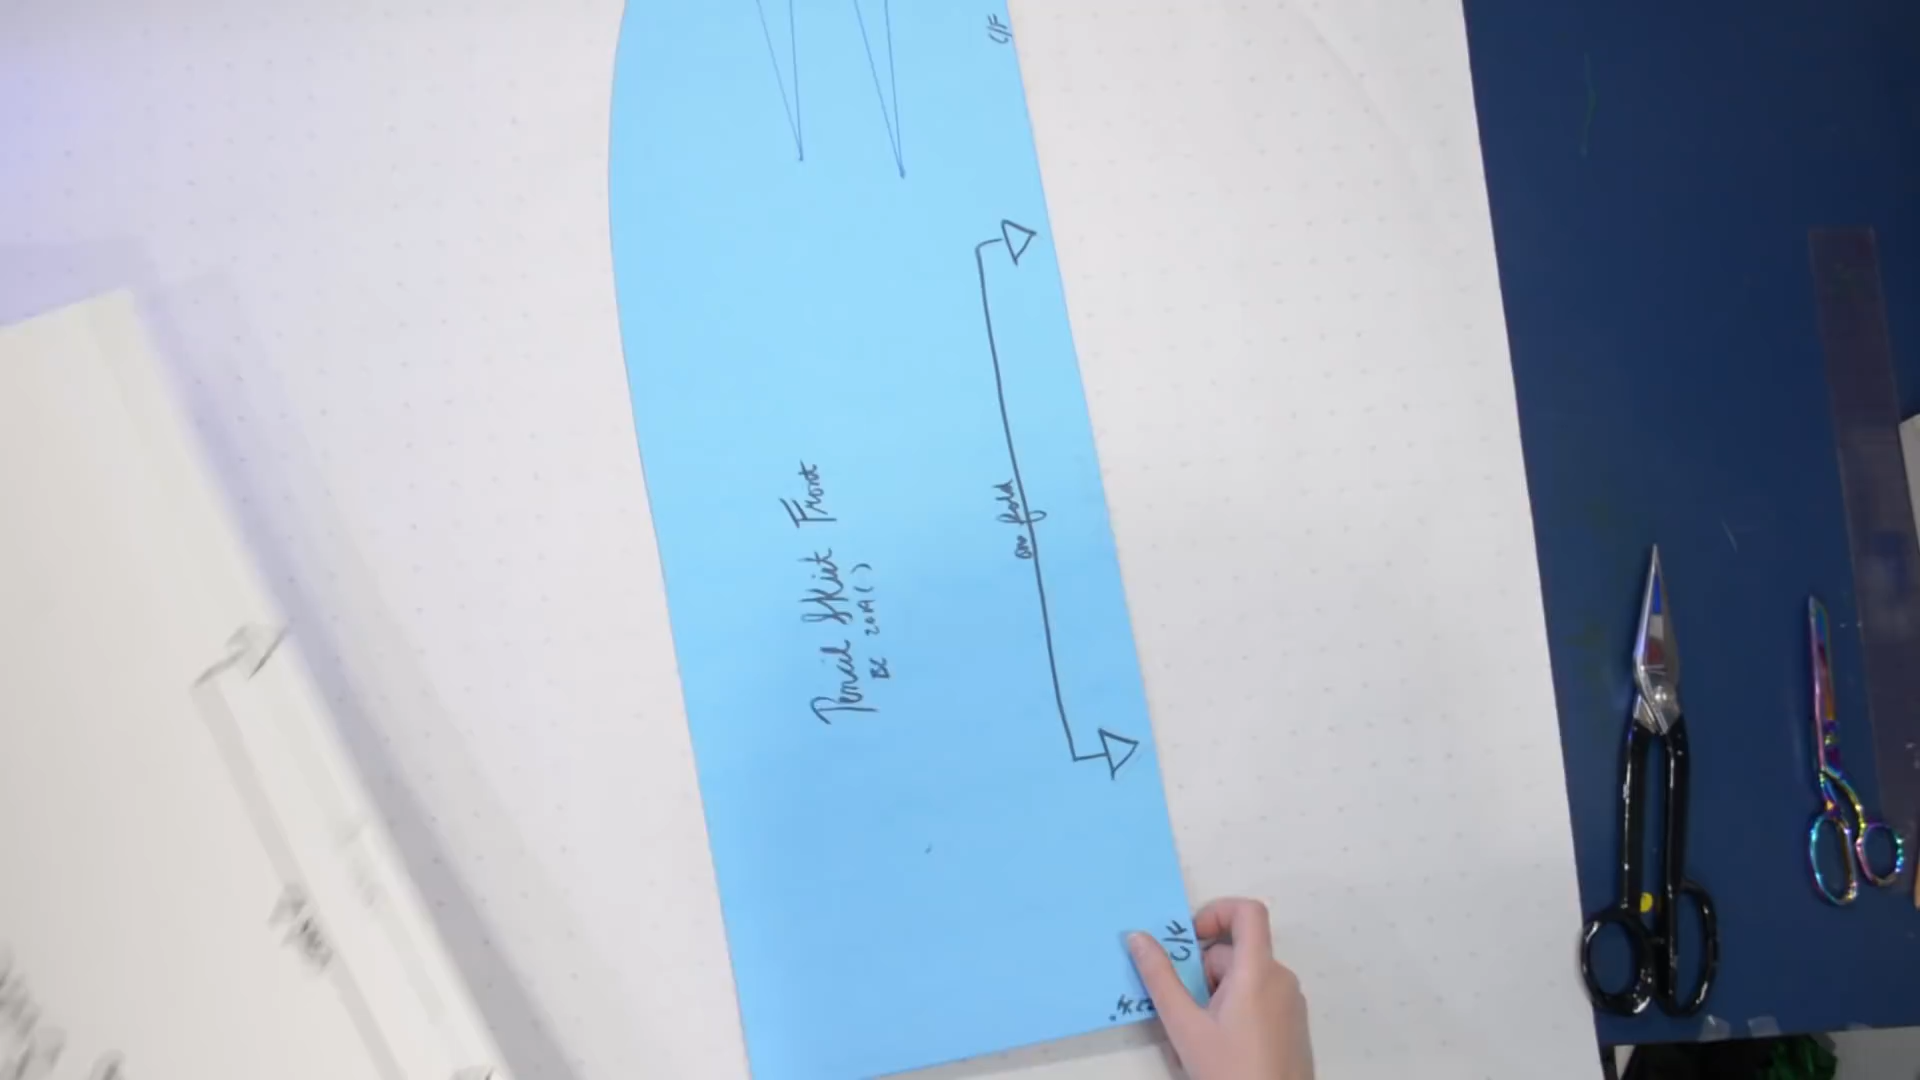 C/F
Pencil Skirt Front
on fold
C/F